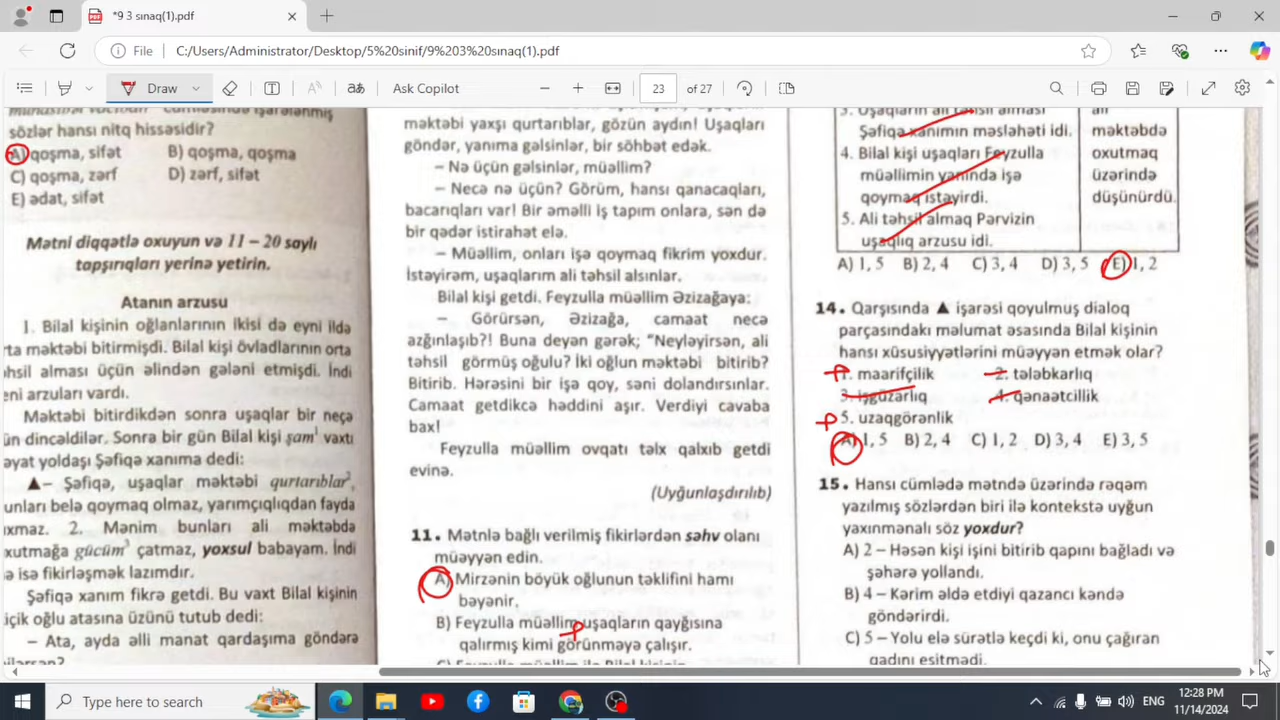 *9 3 sınaq(1).pdf
File
C:/Users/Administrator/Desktop/5%20sinif/9%203%20sınaq(1).pdf
Draw
aあ
Ask Copilot
23
of 27
sözlər hansı nitq hissəsidir?
A) qoşma, sifət B) qoşma, qoşma
C) qoşma, zərf D) zərf, sifət
E) ədat, sifət
Mətni diqqətlə oxuyun və 11 – 20 saylı
tapşırıqları yerinə yetirin.
Atanın arzusu
1. Bilal kişinin oğlanlarının ikisi də eyni ildə
rta məktəbi bitirmişdi. Bilal kişi övladlarının orta
əhsil alması üçün əlindən gələni etmişdi. İndi
eni arzuları vardı.
Məktəbi bitirdikdən sonra uşaqlar bir neçə
ün dincəldilər. Sonra bir gün Bilal kişi şam¹ vaxtı
əyat yoldaşı Şəfiqə xanıma dedi:
▲– Şəfiqə, uşaqlar məktəbi qurtarıblar²,
unları belə qoymaq olmaz, yarımçıqlıqdan fayda
ıxmaz. 2. Mənim bunları ali məktəbdə
xutmağa gücüm³ çatmaz, yoxsul babayam. İndi
ə isə fikirləşmək lazımdır.
Şəfiqə xanım fikrə getdi. Bu vaxt Bilal kişinin
içik oğlu atasına üzünü tutub dedi:
– Ata, ayda əlli manat qardaşıma göndərə
məktəbi yaxşı qurtarıblar, gözün aydın! Uşaqları
göndər, yanıma gəlsinlər, bir söhbət edək.
– Nə üçün gəlsinlər, müəllim?
– Necə nə üçün? Görüm, hansı qanacaqları,
bacarıqları var! Bir əməlli iş tapım onlara, sən də
bir qədər istirahət elə.
– Müəllim, onları işə qoymaq fikrim yoxdur.
İstəyirəm, uşaqlarım ali təhsil alsınlar.
Bilal kişi getdi. Feyzulla müəllim Əzizağaya:
– Görürsən, Əzizağa, camaat necə
azğınlaşıb?! Buna deyən gərək; "Neyləyirsən, ali
təhsil görmüş oğulu? İki oğlun məktəbi bitirib?
Bitirib. Hərəsini bir işə qoy, səni dolandırsınlar.
Camaat getdikcə həddini aşır. Verdiyi cavaba
bax!
Feyzulla müəllim ovqatı təlx qalxıb getdi
evinə.
(Uyğunlaşdırılıb)
11. Mətnlə bağlı verilmiş fikirlərdən səhv olanı
müəyyən edin.
A) Mirzənin böyük oğlunun təklifini hamı
bəyənir.
B) Feyzulla müəllim uşaqların qayğısına
qalırmış kimi görünməyə çalışır.
3. Uşaqların ali təhsil alması
Şəfiqə xanımın məsləhəti idi.
4. Bilal kişi uşaqları Feyzulla
müəllimin yanında işə
qoymaq istəyirdi.
5. Ali təhsil almaq Pərvizin
uşaqlıq arzusu idi.
ali
məktəbdə
oxutmaq
üzərində
düşünürdü.
A) 1, 5 B) 2, 4 C) 3, 4 D) 3, 5 E) 1, 2
14. Qarşısında ▲ işarəsi qoyulmuş dialoq
parçasındakı məlumat əsasında Bilal kişinin
hansı xüsusiyyətlərini müəyyən etmək olar?
1. maarifçilik 2. tələbkarlıq
3. işgüzarlıq 4. qənaətcillik
5. uzaqgörənlik
A) 1, 5 B) 2, 4 C) 1, 2 D) 3, 4 E) 3, 5
15. Hansı cümlədə mətndə üzərində rəqəm
yazılmış sözlərdən biri ilə kontekstə uyğun
yaxınmənalı söz yoxdur?
A) 2 – Həsən kişi işini bitirib qapını bağladı və
şəhərə yollandı.
B) 4 – Kərim əldə etdiyi qazancı kəndə
göndərirdi.
C) 5 – Yolu elə sürətlə keçdi ki, onu çağıran
qadını eşitmədi.
Type here to search
ENG
12:28 PM
11/14/2024